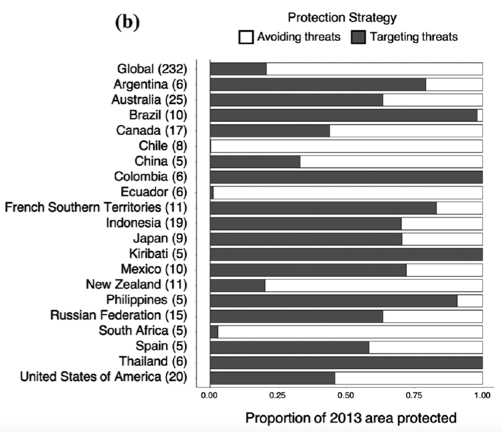 (b)
Protection Strategy
Avoiding threats Targeting threats
Global (232)
Argentina (6)
Australia (25)
Brazil (10)
Canada (17)
Chile (8)
China (5)
Colombia (6)
Ecuador (6)
French Southern Territories (11)
Indonesia (19)
Japan (9)
Kiribati (5)
Mexico (10)
New Zealand (11)
Philippines (5)
Russian Federation (15)
South Africa (5)
Spain (5)
Thailand (6)
United States of America (20)
0.00 0.25 0.50 0.75 1.00
Proportion of 2013 area protected